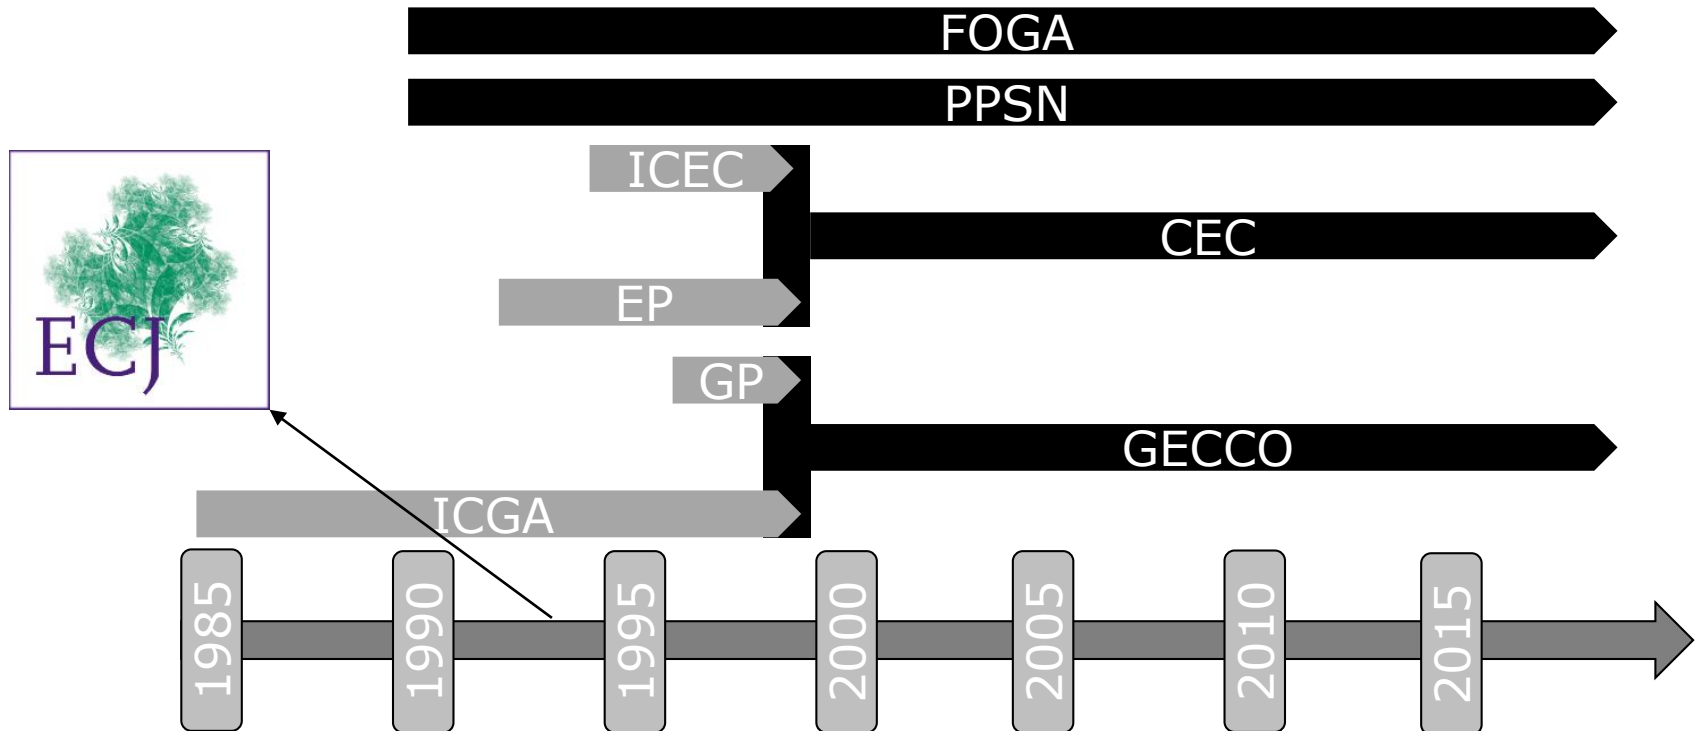 FOGA
PPSN
ICEC
CEC
EP
ECJ
GP
GECCO
ICGA
1985
1990
1995
2000
2005
2010
2015